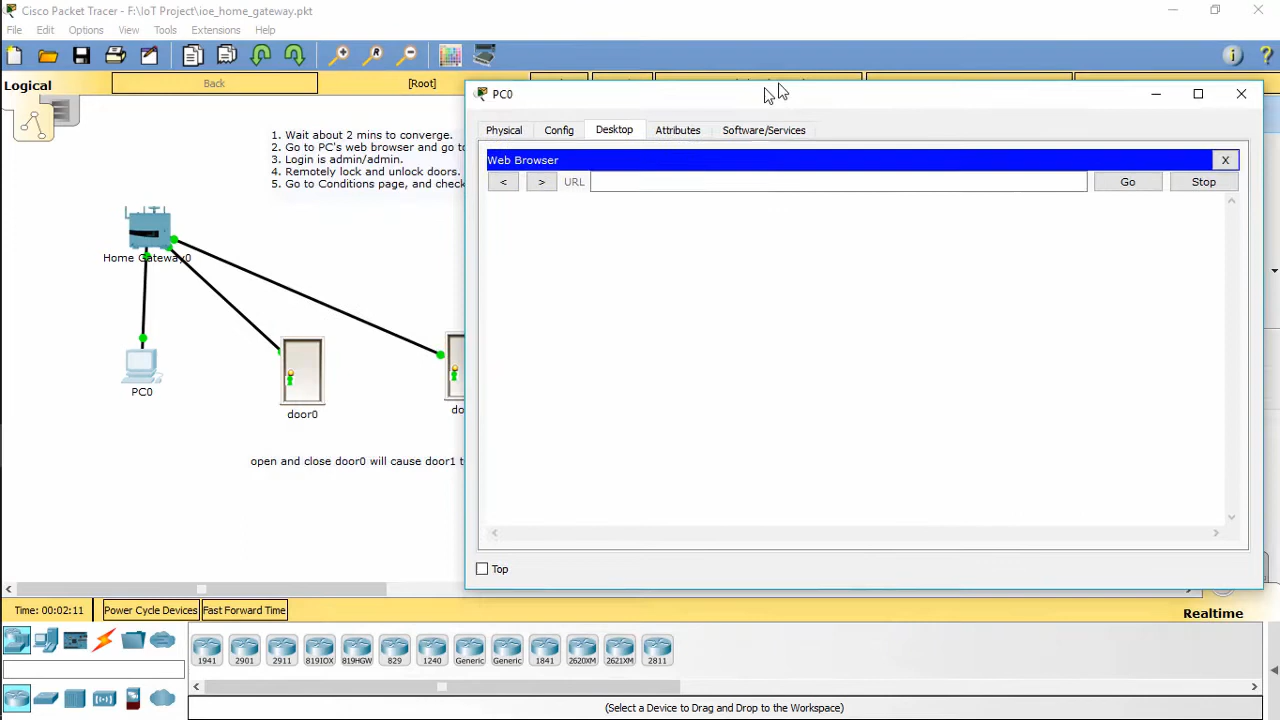 Cisco Packet Tracer - F:\IoT Project\ioe_home_gateway.pkt
File Edit Options View Tools Extensions Help
Logical Back [Root]
1. Wait about 2 mins to converge.
2. Go to PC's web browser and go to
3. Login is admin/admin.
4. Remotely lock and unlock doors.
5. Go to Conditions page, and check
Home Gateway0
PC0
door0
do
open and close door0 will cause door1 t
PC0
Physical Config Desktop Attributes Software/Services
Web Browser X
< > URL Go Stop
Top
Time: 00:02:11 Power Cycle Devices Fast Forward Time Realtime
1941 2901 2911 819IOX 819HGW 829 1240 Generic Generic 1841 2620XM 2621XM 2811
(Select a Device to Drag and Drop to the Workspace)